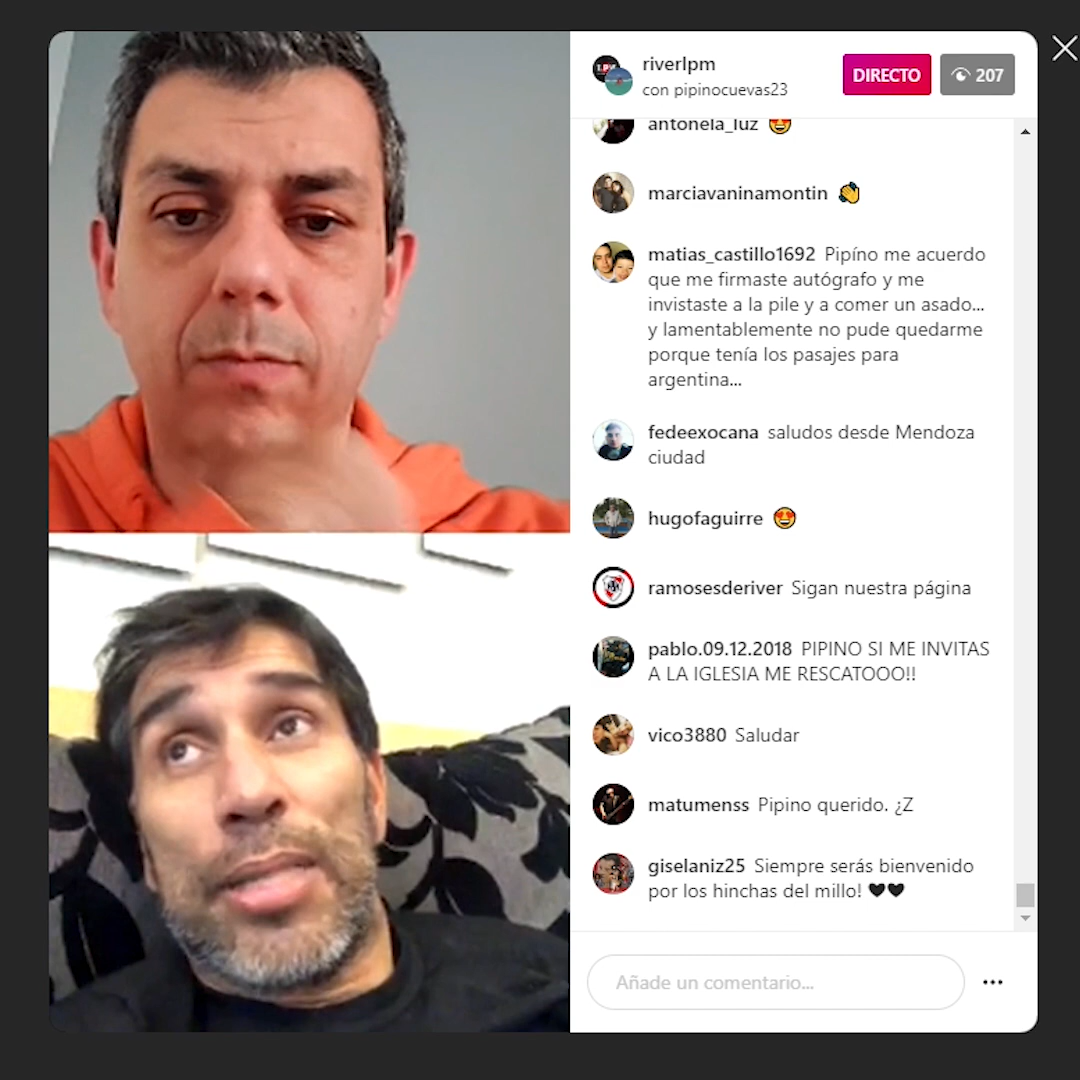 riverlpm
con pipinocuevas23
DIRECTO
207
antonela_luz 😍
marciavaninamontin 👏
matias_castillo1692 Pipíno me acuerdo
que me firmaste autógrafo y me
invistaste a la pile y a comer un asado...
y lamentablemente no pude quedarme
porque tenía los pasajes para
argentina...
fedeexocana saludos desde Mendoza
ciudad
hugofaguirre 😍
ramosesderiver Sigan nuestra página
pablo.09.12.2018 PIPINO SI ME INVITAS
A LA IGLESIA ME RESCATOOO!!
vico3880 Saludar
matumenss Pipino querido. ¿Z
giselaniz25 Siempre serás bienvenido
por los hinchas del millo! 🖤🖤
Añade un comentario...